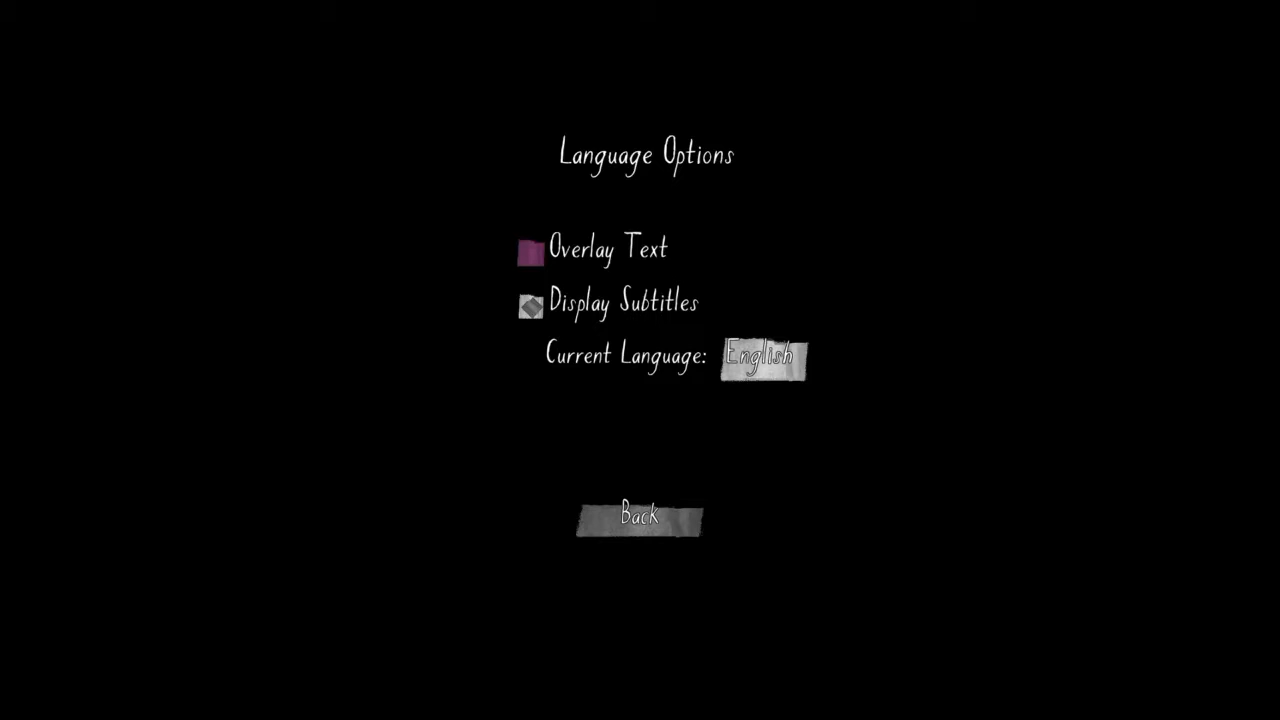 Language Options
Overlay Text
Display Subtitles
Current Language: English
Back